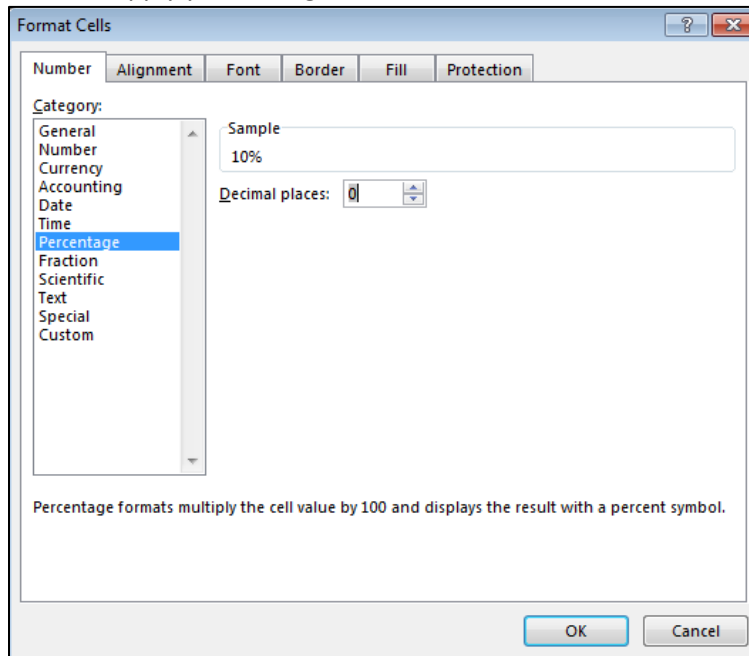 Format Cells
Number Alignment Font Border Fill Protection
Category:
General
Number
Currency
Accounting
Date
Time
Percentage
Fraction
Scientific
Text
Special
Custom
Sample
10%
Decimal places: 0
Percentage formats multiply the cell value by 100 and displays the result with a percent symbol.
OK Cancel